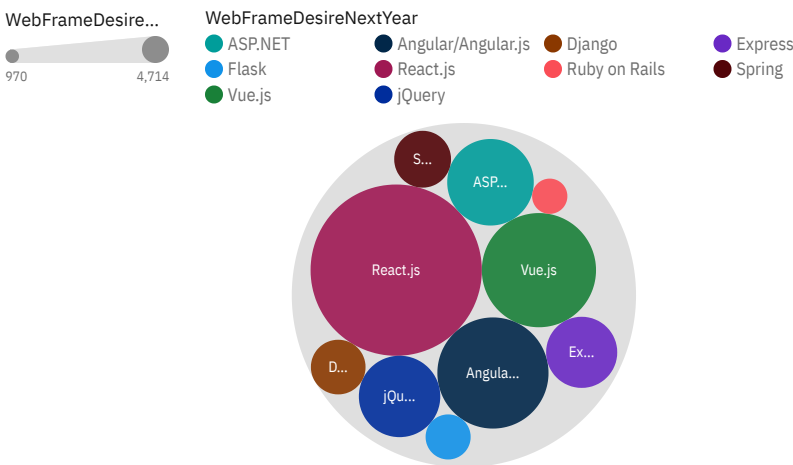 WebFrameDesire...
970 4,714
WebFrameDesireNextYear
ASP.NET Angular/Angular.js Django Express
Flask React.js Ruby on Rails Spring
Vue.js jQuery
S...
ASP...
React.js Vue.js
Ex...
D... Angula...
jQu...